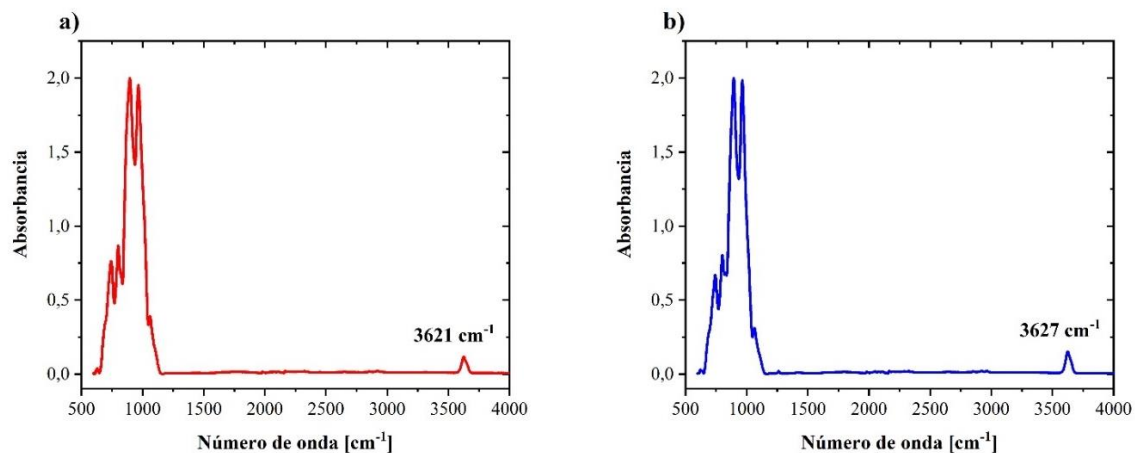 a)
Absorbancia
2,0
1,5
1,0
0,5
0,0
3621 cm⁻¹
500 1000 1500 2000 2500 3000 3500 4000
Número de onda [cm⁻¹]
b)
Absorbancia
2,0
1,5
1,0
0,5
0,0
3627 cm⁻¹
500 1000 1500 2000 2500 3000 3500 4000
Número de onda [cm⁻¹]